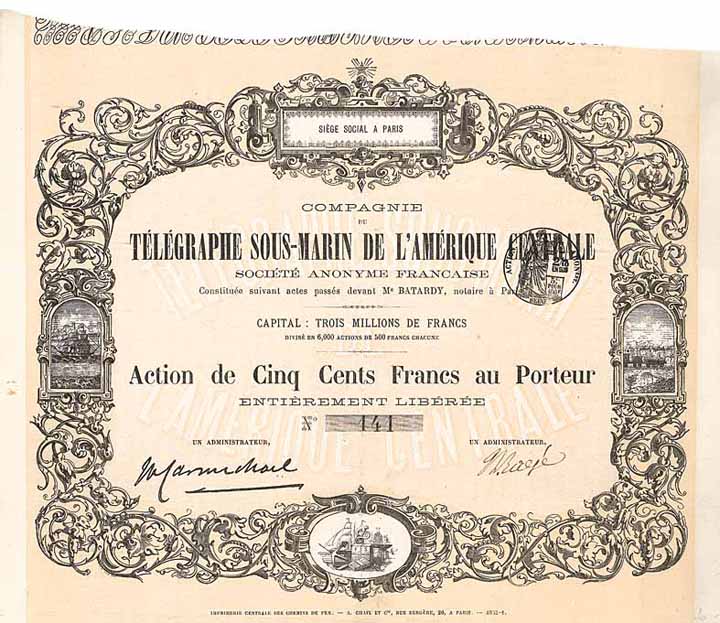 SIÈGE SOCIAL A PARIS
COMPAGNIE
DU
TÉLÉGRAPHE SOUS-MARIN DE L'AMÉRIQUE CENTRALE
SOCIÉTÉ ANONYME FRANCAISE
Constituée suivant actes passés devant Me BATARDY, notaire à Paris
CAPITAL : TROIS MILLIONS DE FRANCS
DIVISÉ EN 6,000 ACTIONS DE 500 FRANCS CHACUNE
Action de Cinq Cents Francs au Porteur
ENTIÈREMENT LIBÉRÉE
No 141
UN ADMINISTRATEUR,
UN ADMINISTRATEUR,
IMPRIMERIE CENTRALE DES CHEMINS DE FER. — A. CHAIX ET Cie, RUE BERGÈRE, 20, A PARIS. —